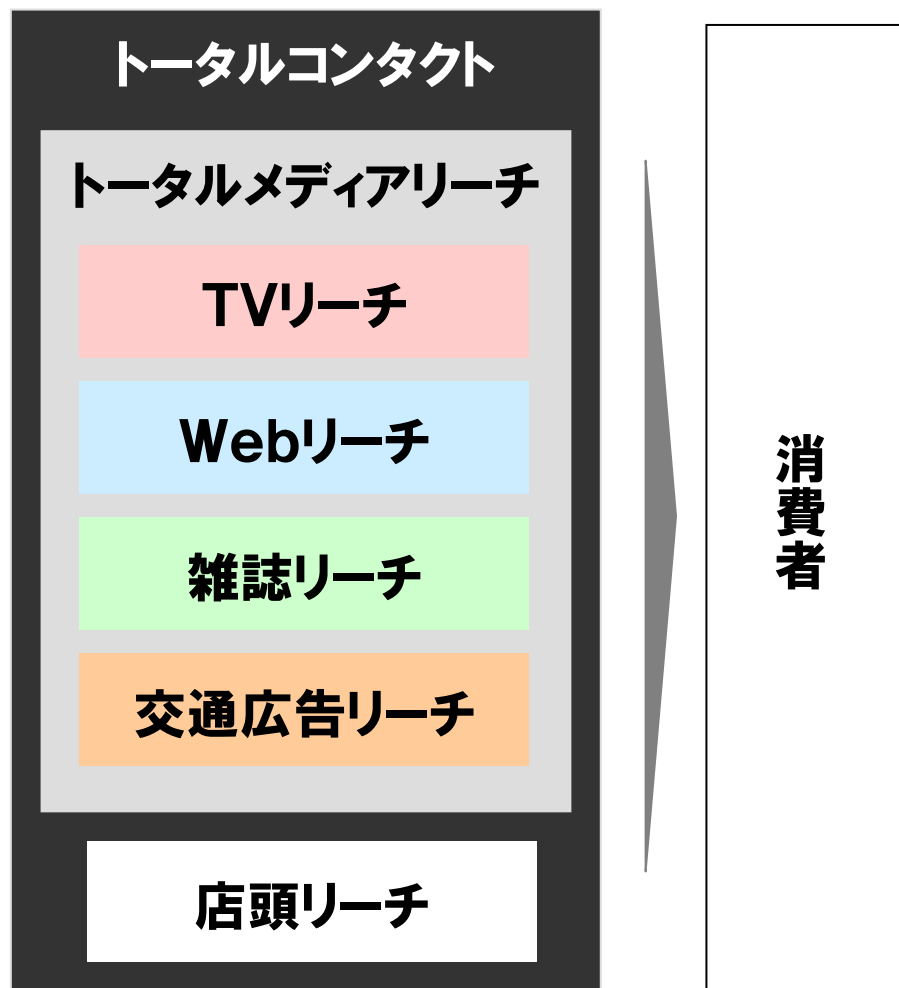 トータルコンタクト
トータルメディアリーチ
TVリーチ
Webリーチ
雑誌リーチ
交通広告リーチ
店頭リーチ
消費者